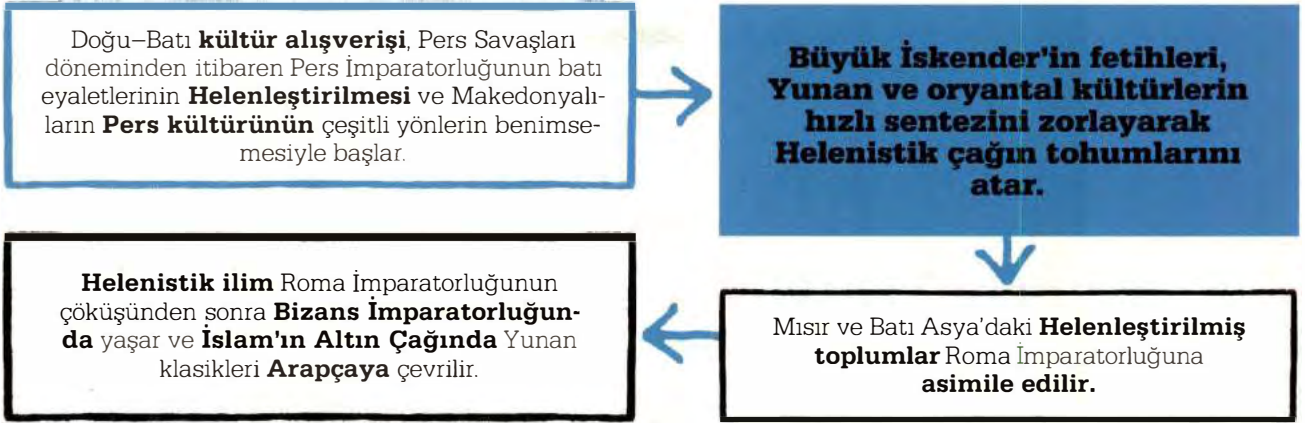 Doğu–Batı kültür alışverişi, Pers Savaşları
döneminden itibaren Pers İmparatorluğunun batı
eyaletlerinin Helenleştirilmesi ve Makedonyalı-
ların Pers kültürünün çeşitli yönlerin benimse-
mesiyle başlar.
Büyük İskender'in fetihleri,
Yunan ve oryantal kültürlerin
hızlı sentezini zorlayarak
Helenistik çağın tohumlarını
atar.
Mısır ve Batı Asya'daki Helenleştirilmiş
toplumlar Roma İmparatorluğuna
asimile edilir.
Helenistik ilim Roma İmparatorluğunun
çöküşünden sonra Bizans İmparatorluğun-
da yaşar ve İslam'ın Altın Çağında Yunan
klasikleri Arapçaya çevrilir.